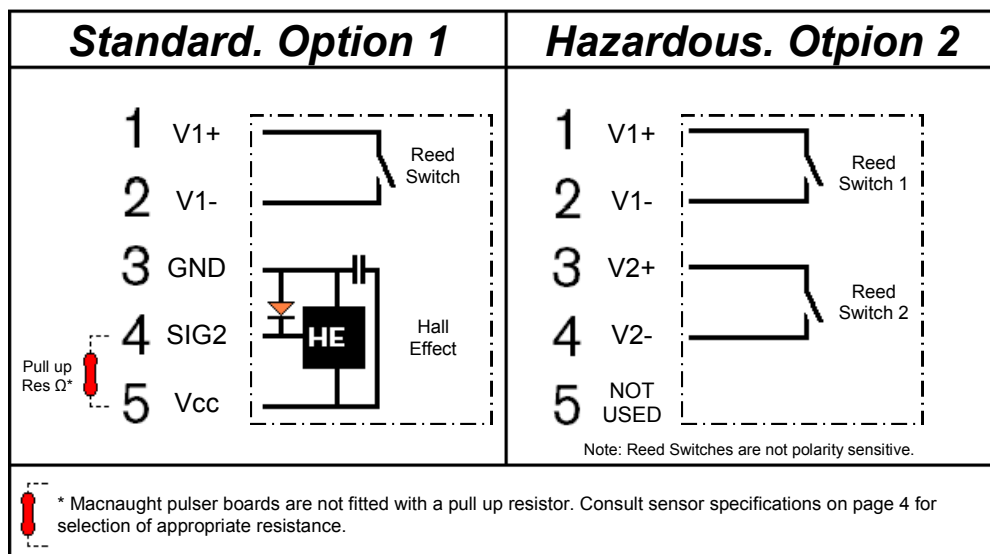 Standard. Option 1
Hazardous. Otpion 2
1 V1+
2 V1-
Reed
Switch
3 GND
4 SIG2
5 Vcc
HE
Hall
Effect
Pull up
Res Ω*
1 V1+
2 V1-
Reed
Switch 1
3 V2+
4 V2-
Reed
Switch 2
5 NOT
USED
Note: Reed Switches are not polarity sensitive.
* Macnaught pulser boards are not fitted with a pull up resistor. Consult sensor specifications on page 4 for
selection of appropriate resistance.